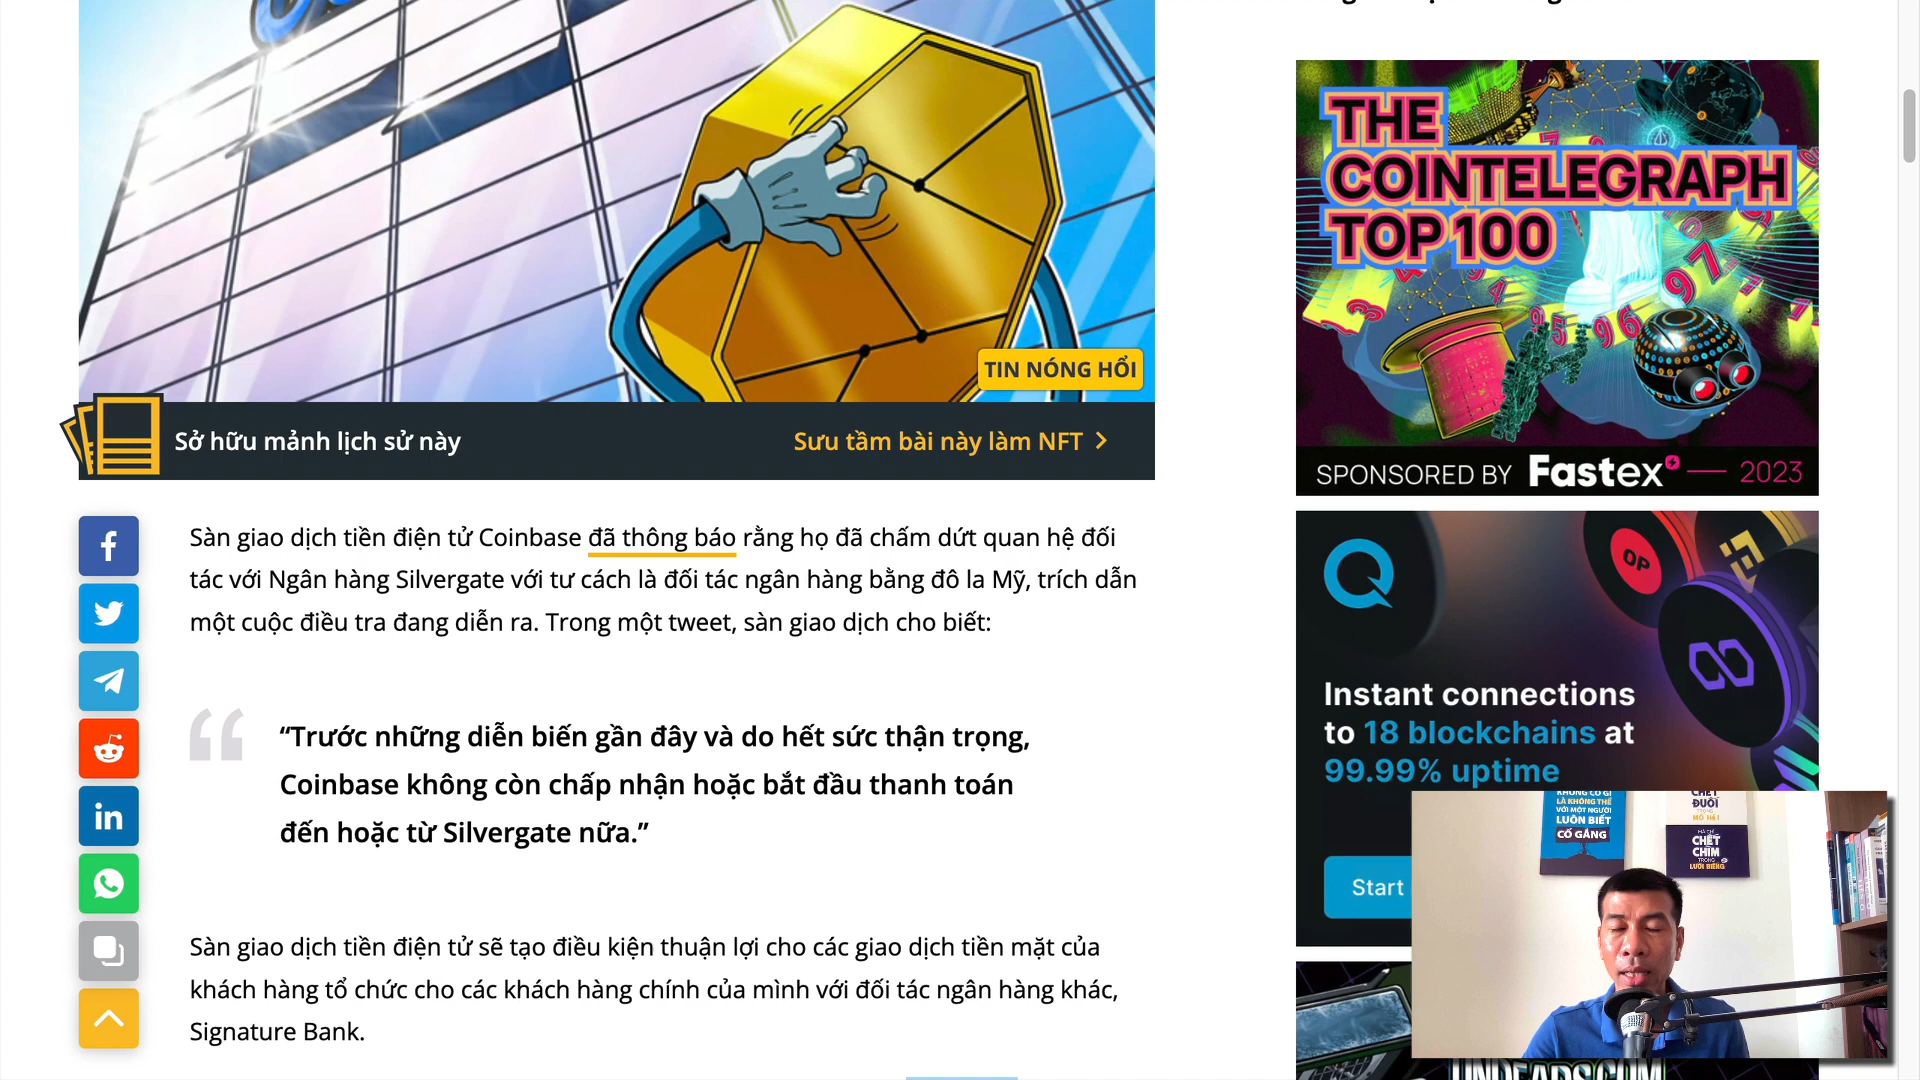 THE
COINTELEGRAPH
TOP 100
SPONSORED BY Fastex 2023
TIN NÓNG HỔI
Sở hữu mảnh lịch sử này
Sưu tầm bài này làm NFT
Sàn giao dịch tiền điện tử Coinbase đã thông báo rằng họ đã chấm dứt quan hệ đối
tác với Ngân hàng Silvergate với tư cách là đối tác ngân hàng bằng đô la Mỹ, trích dẫn
một cuộc điều tra đang diễn ra. Trong một tweet, sàn giao dịch cho biết:
“Trước những diễn biến gần đây và do hết sức thận trọng,
Coinbase không còn chấp nhận hoặc bắt đầu thanh toán
đến hoặc từ Silvergate nữa.”
Sàn giao dịch tiền điện tử sẽ tạo điều kiện thuận lợi cho các giao dịch tiền mặt của
khách hàng tổ chức cho các khách hàng chính của mình với đối tác ngân hàng khác,
Signature Bank.
OP
Instant connections
to 18 blockchains at
99.99% uptime
Start
KHÔNG CÓ GÌ
LÀ KHÔNG THỂ
VỚI MỘT NGƯỜI
LUÔN BIẾT
CỐ GẮNG
CHẾT
ĐUỐI
TRONG
MỒ HÔI
CHẾT
CHÌM
TRONG
LƯỜI BIẾNG